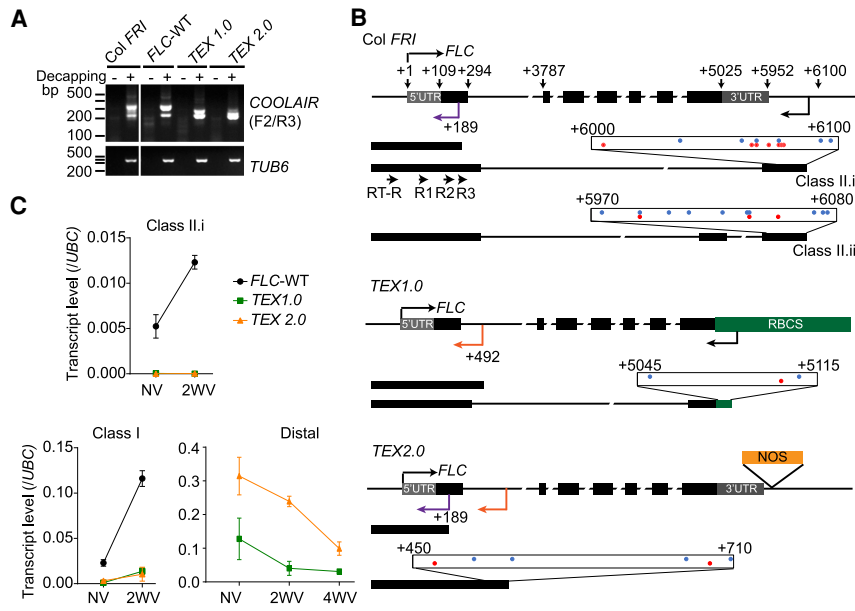 A
Col FRI
FLC-WT
TEX 1.0
TEX 2.0
Decapping - + - + - + - +
bp
500
200
100
COOLAIR
(F2/R3)
500
200
TUB6
B
Col FRI
FLC
+1
+109
+294
+3787
+5025
+5952
+6100
5'UTR
3'UTR
+189
+6000
+6100
Class II.i
RT-R
R1
R2
R3
+5970
+6080
Class II.ii
TEX1.0
FLC
5'UTR
RBCS
+492
+5045
+5115
TEX2.0
FLC
NOS
5'UTR
3'UTR
+189
+450
+710
C
Class II.i
Transcript level (/UBC)
0.015
0.010
0.005
0.000
NV
2WV
FLC-WT
TEX1.0
TEX 2.0
Class I
Transcript level (/UBC)
0.15
0.10
0.05
0.00
NV
2WV
Distal
0.4
0.3
0.2
0.1
0.0
NV
2WV
4WV